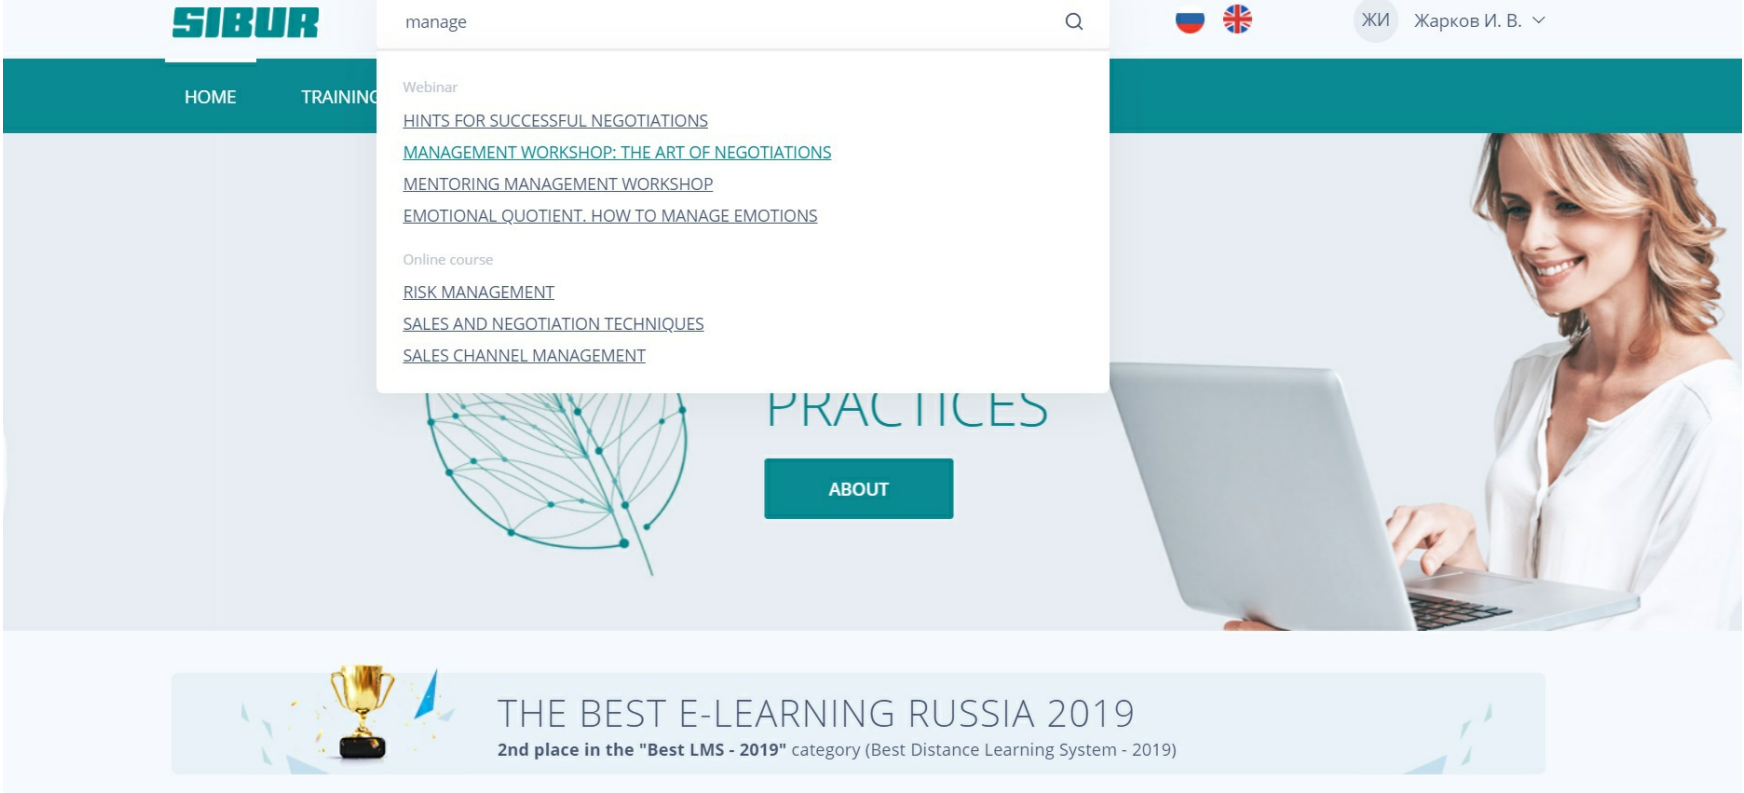 SIBUR
manage
ЖИ
Жарков И. В.
HOME
TRAINING
Webinar
HINTS FOR SUCCESSFUL NEGOTIATIONS
MANAGEMENT WORKSHOP: THE ART OF NEGOTIATIONS
MENTORING MANAGEMENT WORKSHOP
EMOTIONAL QUOTIENT. HOW TO MANAGE EMOTIONS
Online course
RISK MANAGEMENT
SALES AND NEGOTIATION TECHNIQUES
SALES CHANNEL MANAGEMENT
PRACTICES
ABOUT
THE BEST E-LEARNING RUSSIA 2019
2nd place in the "Best LMS - 2019" category (Best Distance Learning System - 2019)